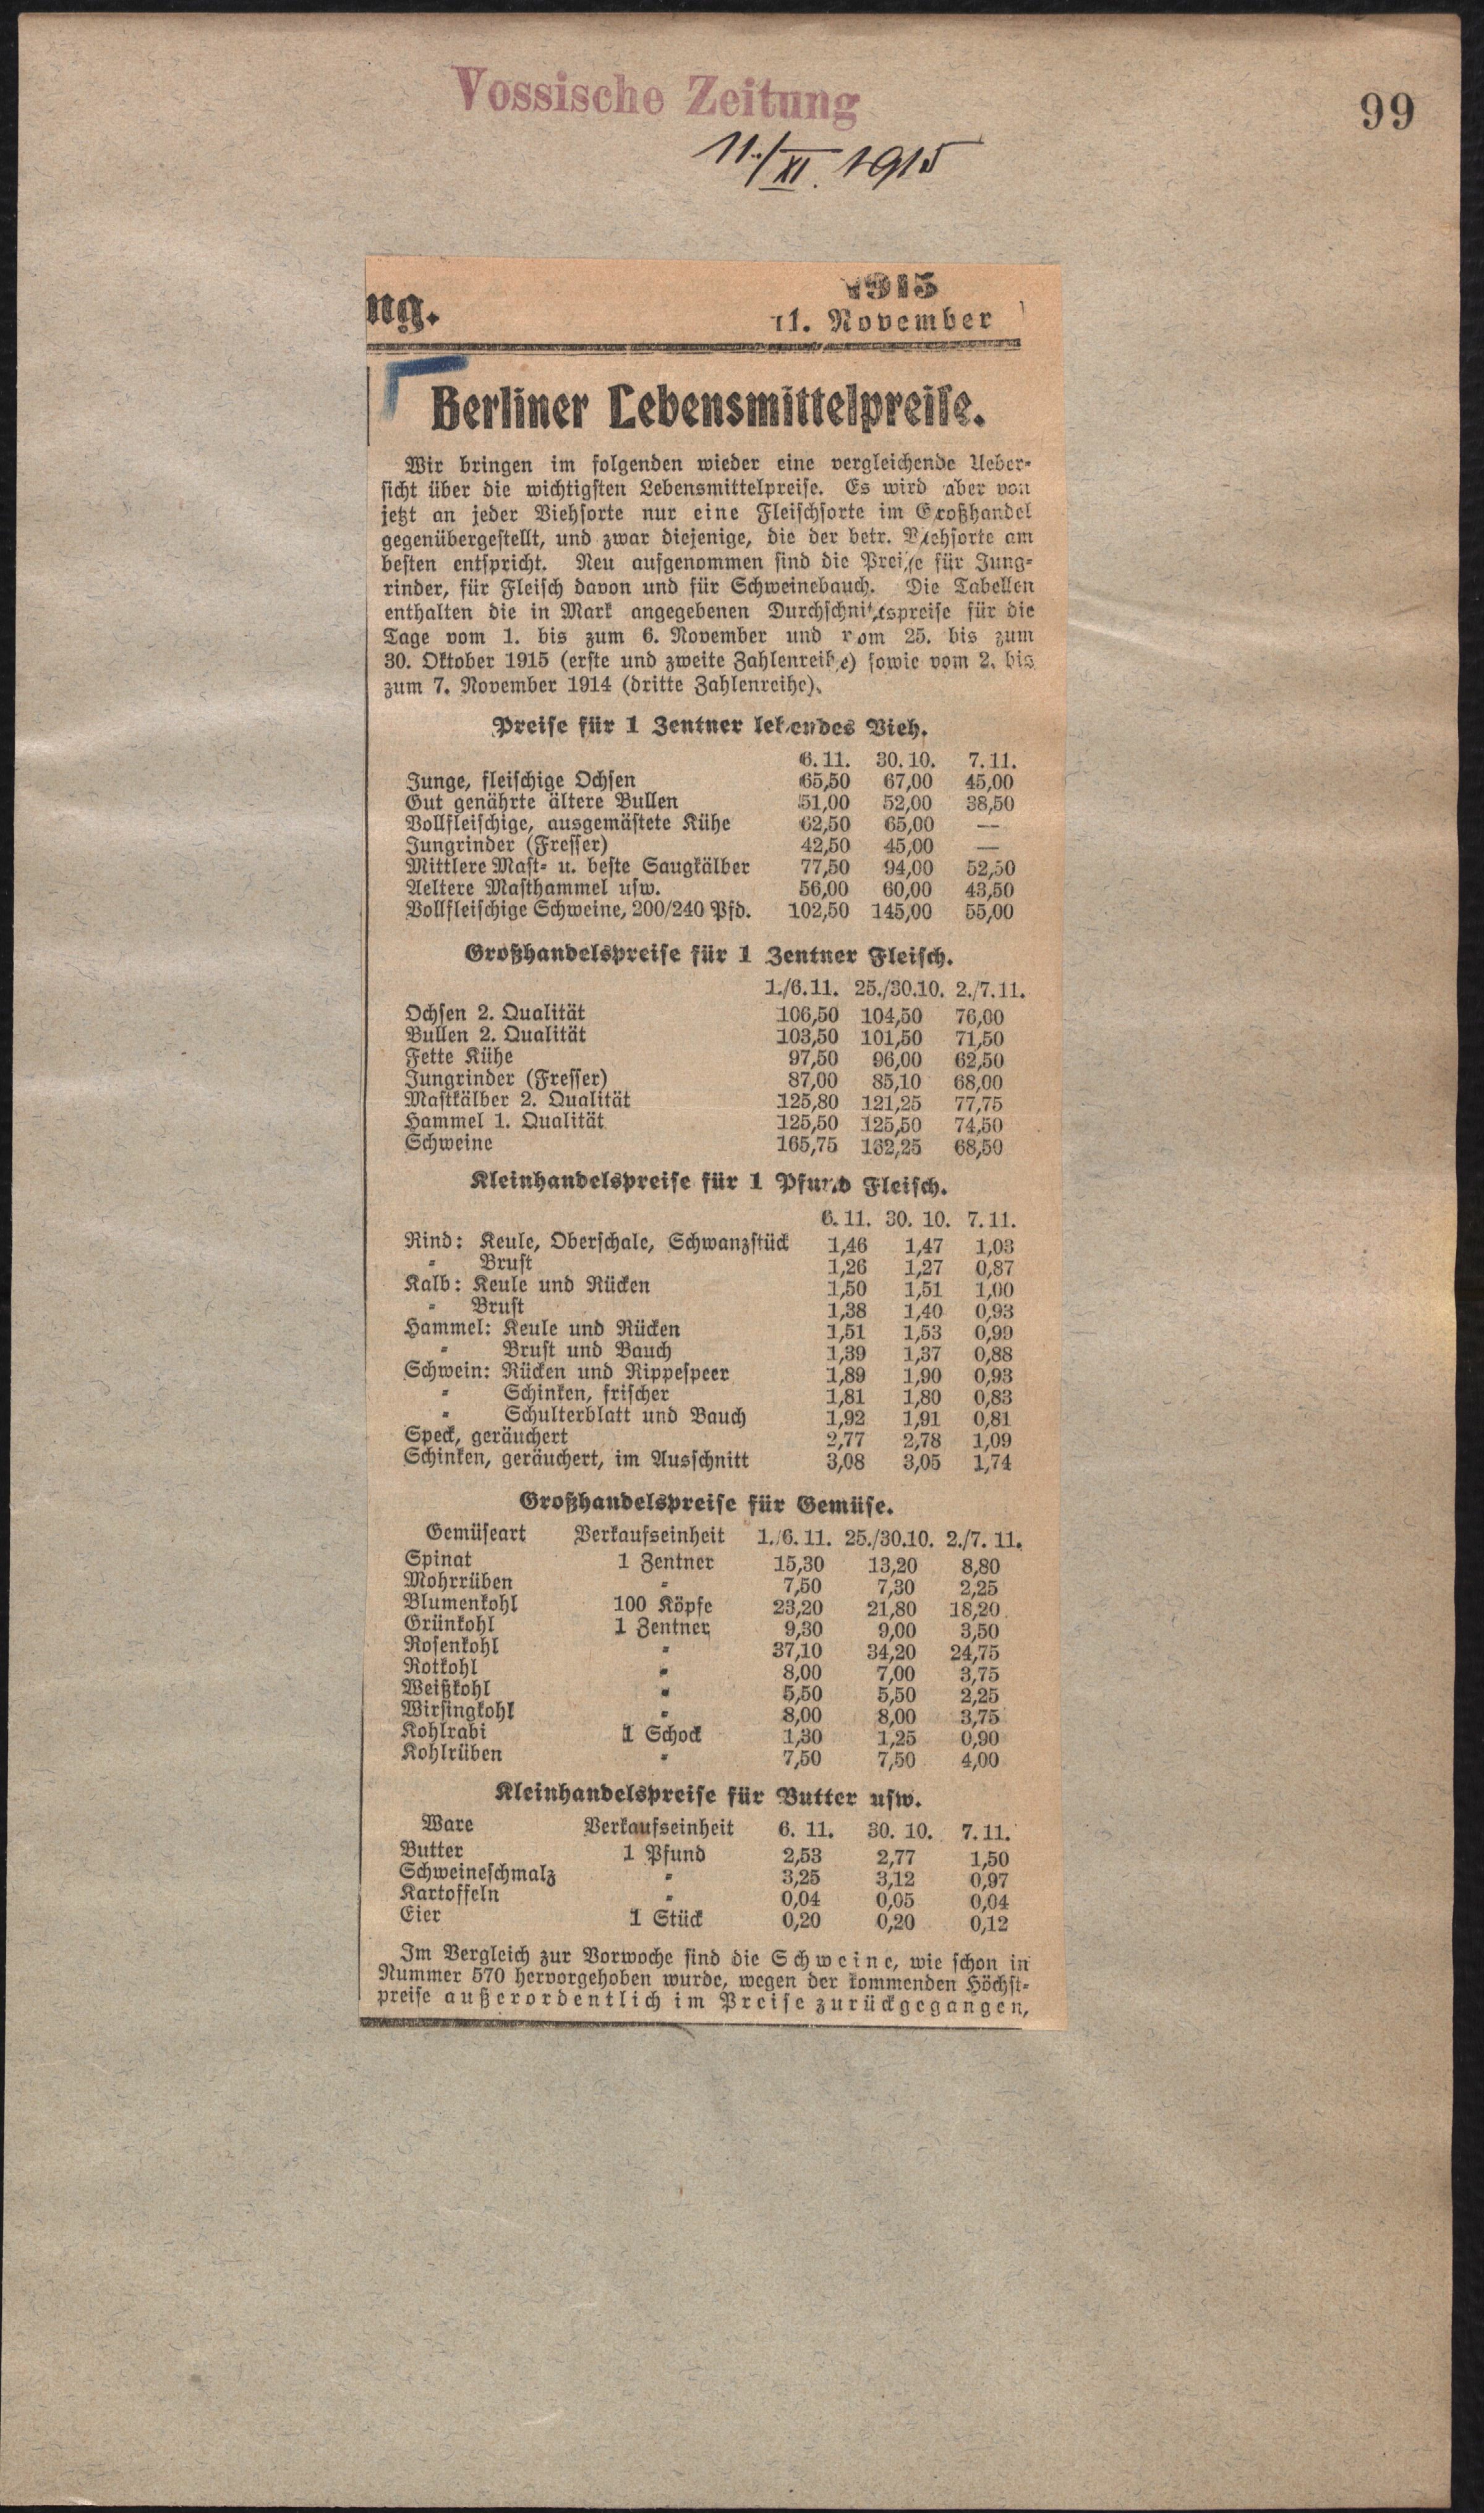 Vossische Zeitung
99
11./XI. 1915
1915
ng.
11. November
Berliner Lebensmittelpreise.
Wir bringen im folgenden wieder eine vergleichende Ueber-
sicht über die wichtigsten Lebensmittelpreise. Es wird aber von
jetzt an jeder Viehsorte nur eine Fleischsorte im Großhandel
gegenübergestellt, und zwar diejenige, die der betr. Viehsorte am
besten entspricht. Neu aufgenommen sind die Preise für Jung-
rinder, für Fleisch davon und für Schweinebauch. Die Tabellen
enthalten die in Mark angegebenen Durchschnittspreise für die
Tage vom 1. bis zum 6. November und vom 25. bis zum
30. Oktober 1915 (erste und zweite Zahlenreihe) sowie vom 2. bis
zum 7. November 1914 (dritte Zahlenreihe).
Preise für 1 Zentner lebendes Vieh.
6. 11. 30. 10. 7. 11.
Junge, fleischige Ochsen 65,50 67,00 45,00
Gut genährte ältere Bullen 51,00 52,00 38,50
Vollfleischige, ausgemästete Kühe 62,50 65,00 —
Jungrinder (Fresser) 42,50 45,00 —
Mittlere Mast- u. beste Saugkälber 77,50 94,00 52,50
Aeltere Masthammel usw. 56,00 60,00 43,50
Vollfleischige Schweine, 200/240 Pfd. 102,50 145,00 55,00
Großhandelspreise für 1 Zentner Fleisch.
1./6. 11. 25./30.10. 2./7. 11.
Ochsen 2. Qualität 106,50 104,50 76,00
Bullen 2. Qualität 103,50 101,50 71,50
Fette Kühe 97,50 96,00 62,50
Jungrinder (Fresser) 87,00 85,10 68,00
Mastkälber 2. Qualität 125,80 121,25 77,75
Hammel 1. Qualität 125,50 125,50 74,50
Schweine 165,75 162,25 68,50
Kleinhandelspreise für 1 Pfund Fleisch.
6. 11. 30. 10. 7. 11.
Rind: Keule, Oberschale, Schwanzstück 1,46 1,47 1,03
" Brust 1,26 1,27 0,87
Kalb: Keule und Rücken 1,50 1,51 1,00
" Brust 1,38 1,40 0,93
Hammel: Keule und Rücken 1,51 1,53 0,99
" Brust und Bauch 1,39 1,37 0,88
Schwein: Rücken und Rippespeer 1,89 1,90 0,93
" Schinken, frischer 1,81 1,80 0,83
" Schulterblatt und Bauch 1,92 1,91 0,81
Speck, geräuchert 2,77 2,78 1,09
Schinken, geräuchert, im Ausschnitt 3,08 3,05 1,74
Großhandelspreise für Gemüse.
Gemüseart Verkaufseinheit 1./6. 11. 25./30.10. 2./7. 11.
Spinat 1 Zentner 15,30 13,20 8,80
Mohrrüben " 7,50 7,30 2,25
Blumenkohl 100 Köpfe 23,20 21,80 18,20
Grünkohl 1 Zentner 9,30 9,00 3,50
Rosenkohl " 37,10 34,20 24,75
Rotkohl " 8,00 7,00 3,75
Weißkohl " 5,50 5,50 2,25
Wirsingkohl " 8,00 8,00 3,75
Kohlrabi 1 Schock 1,30 1,25 0,90
Kohlrüben " 7,50 7,50 4,00
Kleinhandelspreise für Butter usw.
Ware Verkaufseinheit 6. 11. 30. 10. 7. 11.
Butter 1 Pfund 2,53 2,77 1,50
Schweineschmalz " 3,25 3,12 0,97
Kartoffeln " 0,04 0,05 0,04
Eier 1 Stück 0,20 0,20 0,12
Im Vergleich zur Vorwoche sind die Schweine, wie schon in
Nummer 570 hervorgehoben wurde, wegen der kommenden Höchst-
preise außerordentlich im Preise zurückgegangen,